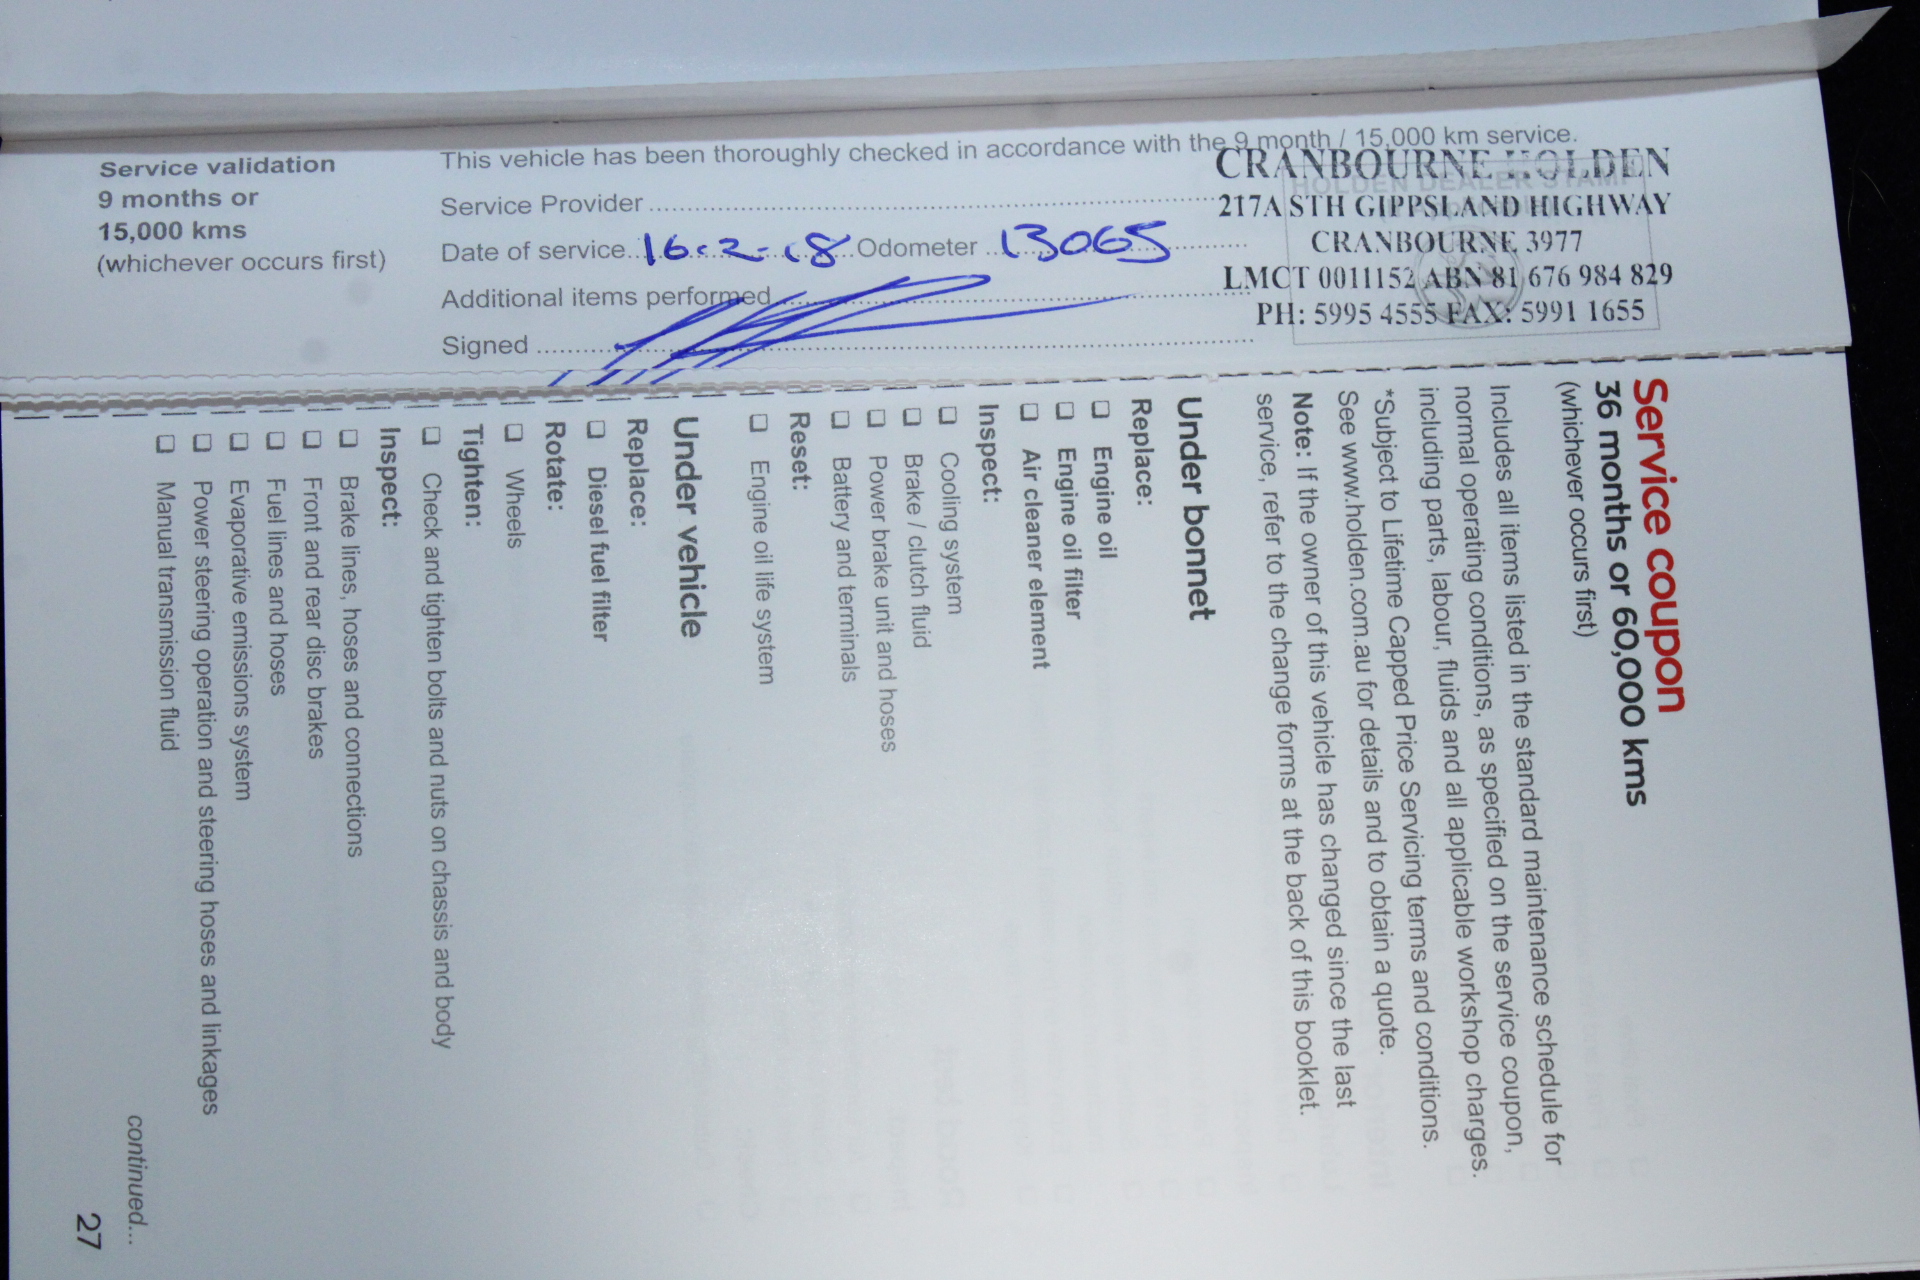 Service validation
9 months or
15,000 kms
(whichever occurs first)
This vehicle has been thoroughly checked in accordance with the 9 month / 15,000 km service.
Service Provider
Date of service 16-2-18 Odometer 13065
Additional items performed
Signed
CRANBOURNE HOLDEN
HOLDEN DEALER STAMP
217A STH GIPPSLAND HIGHWAY
CRANBOURNE 3977
LMCT 0011152 ABN 81 676 984 829
PH: 5995 4555 FAX: 5991 1655
Service coupon
36 months or 60,000 kms
(whichever occurs first)
Includes all items listed in the standard maintenance schedule for
normal operating conditions, as specified on the service coupon,
including parts, labour, fluids and all applicable workshop charges.
*Subject to Lifetime Capped Price Servicing terms and conditions.
See www.holden.com.au for details and to obtain a quote.
Note: If the owner of this vehicle has changed since the last
service, refer to the change forms at the back of this booklet.
Under bonnet
Replace:
❏ Engine oil
❏ Engine oil filter
❏ Air cleaner element
Inspect:
❏ Cooling system
❏ Brake / clutch fluid
❏ Power brake unit and hoses
❏ Battery and terminals
Reset:
❏ Engine oil life system
Under vehicle
Replace:
❏ Diesel fuel filter
Rotate:
❏ Wheels
Tighten:
❏ Check and tighten bolts and nuts on chassis and body
Inspect:
❏ Brake lines, hoses and connections
❏ Front and rear disc brakes
❏ Fuel lines and hoses
❏ Evaporative emissions system
❏ Power steering operation and steering hoses and linkages
❏ Manual transmission fluid
continued...
27